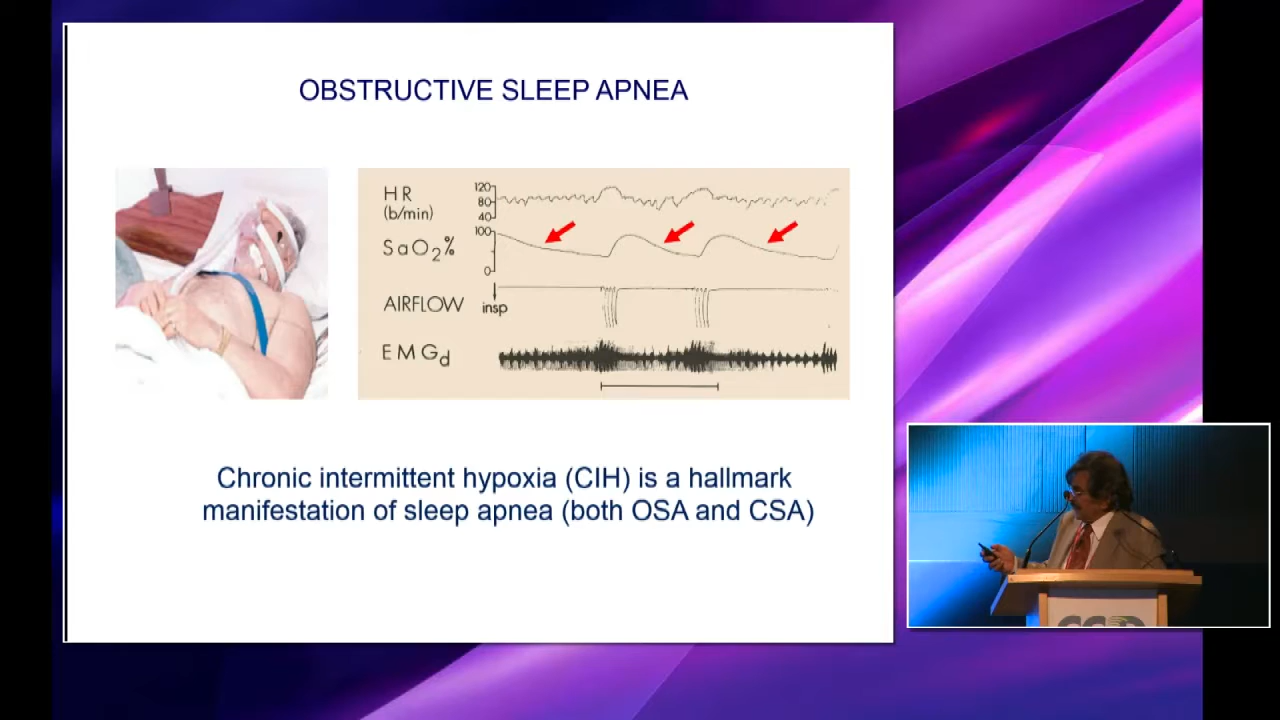 OBSTRUCTIVE SLEEP APNEA
HR
(b/min)
120
80
40
SaO2%
100
0
AIRFLOW
insp
EMGd
Chronic intermittent hypoxia (CIH) is a hallmark
manifestation of sleep apnea (both OSA and CSA)